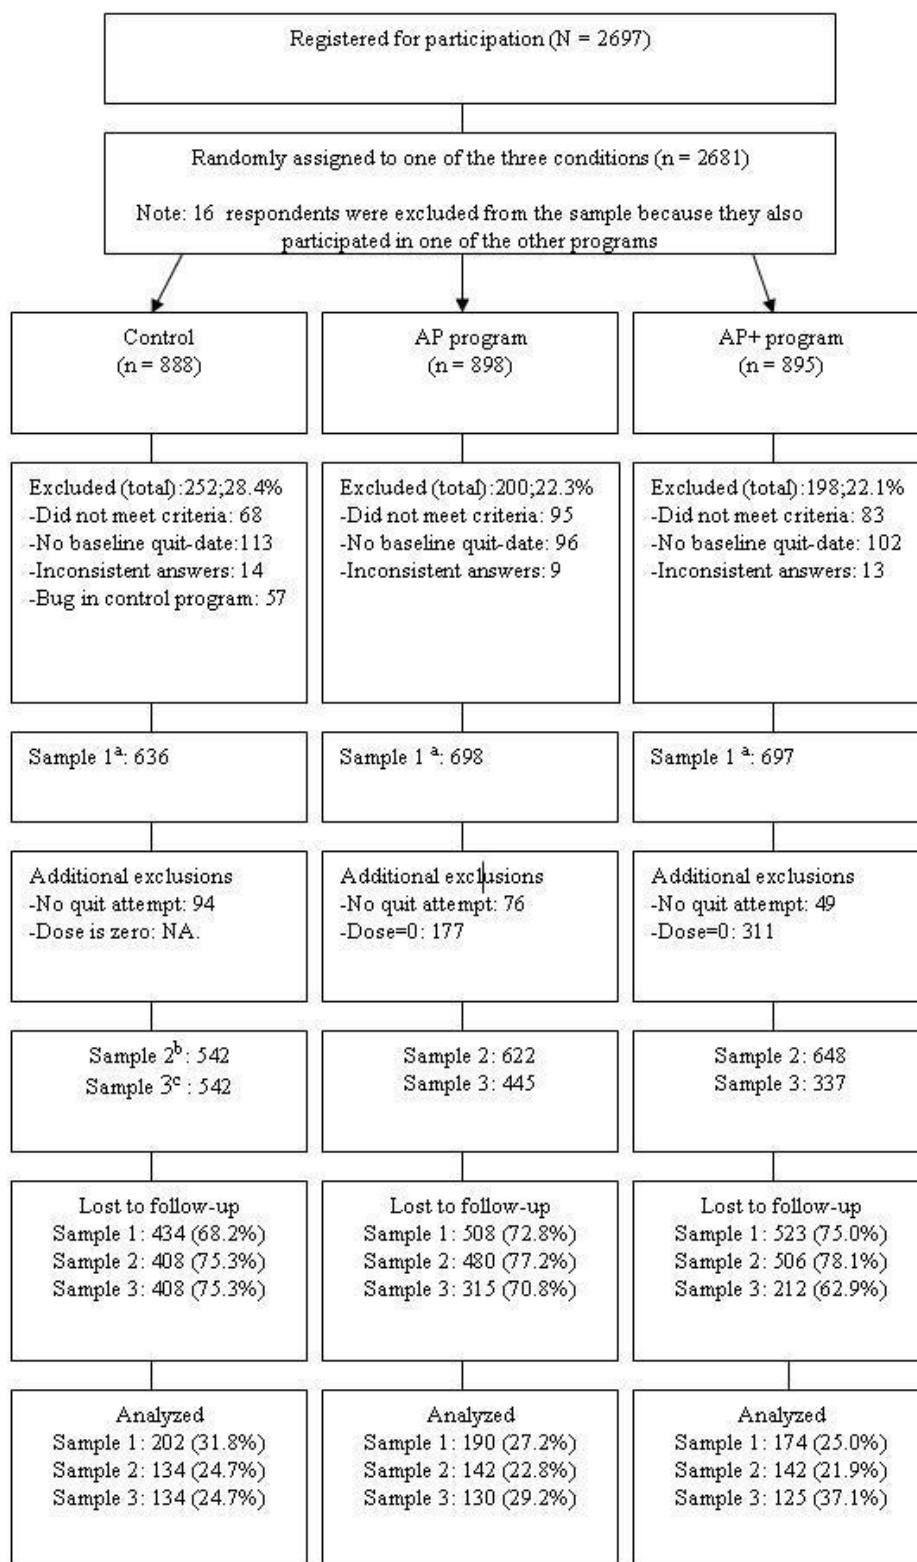 Registered for participation (N = 2697)
Randomly assigned to one of the three conditions (n = 2681)
Note: 16 respondents were excluded from the sample because they also
participated in one of the other programs
Control
(n = 888)
AP program
(n = 898)
AP+ program
(n = 895)
Excluded (total):252;28.4%
-Did not meet criteria: 68
-No baseline quit-date:113
-Inconsistent answers: 14
-Bug in control program: 57
Excluded (total):200;22.3%
-Did not meet criteria: 95
-No baseline quit-date: 96
-Inconsistent answers: 9
Excluded (total):198;22.1%
-Did not meet criteria: 83
-No baseline quit-date: 102
-Inconsistent answers: 13
Sample 1ª: 636
Sample 1 ª: 698
Sample 1 ª: 697
Additional exclusions
-No quit attempt: 94
-Dose is zero: NA.
Additional exclusions
-No quit attempt: 76
-Dose=0: 177
Additional exclusions
-No quit attempt: 49
-Dose=0: 311
Sample 2ᵇ: 542
Sample 3ᶜ : 542
Sample 2: 622
Sample 3: 445
Sample 2: 648
Sample 3: 337
Lost to follow-up
Sample 1: 434 (68.2%)
Sample 2: 408 (75.3%)
Sample 3: 408 (75.3%)
Lost to follow-up
Sample 1: 508 (72.8%)
Sample 2: 480 (77.2%)
Sample 3: 315 (70.8%)
Lost to follow-up
Sample 1: 523 (75.0%)
Sample 2: 506 (78.1%)
Sample 3: 212 (62.9%)
Analyzed
Sample 1: 202 (31.8%)
Sample 2: 134 (24.7%)
Sample 3: 134 (24.7%)
Analyzed
Sample 1: 190 (27.2%)
Sample 2: 142 (22.8%)
Sample 3: 130 (29.2%)
Analyzed
Sample 1: 174 (25.0%)
Sample 2: 142 (21.9%)
Sample 3: 125 (37.1%)